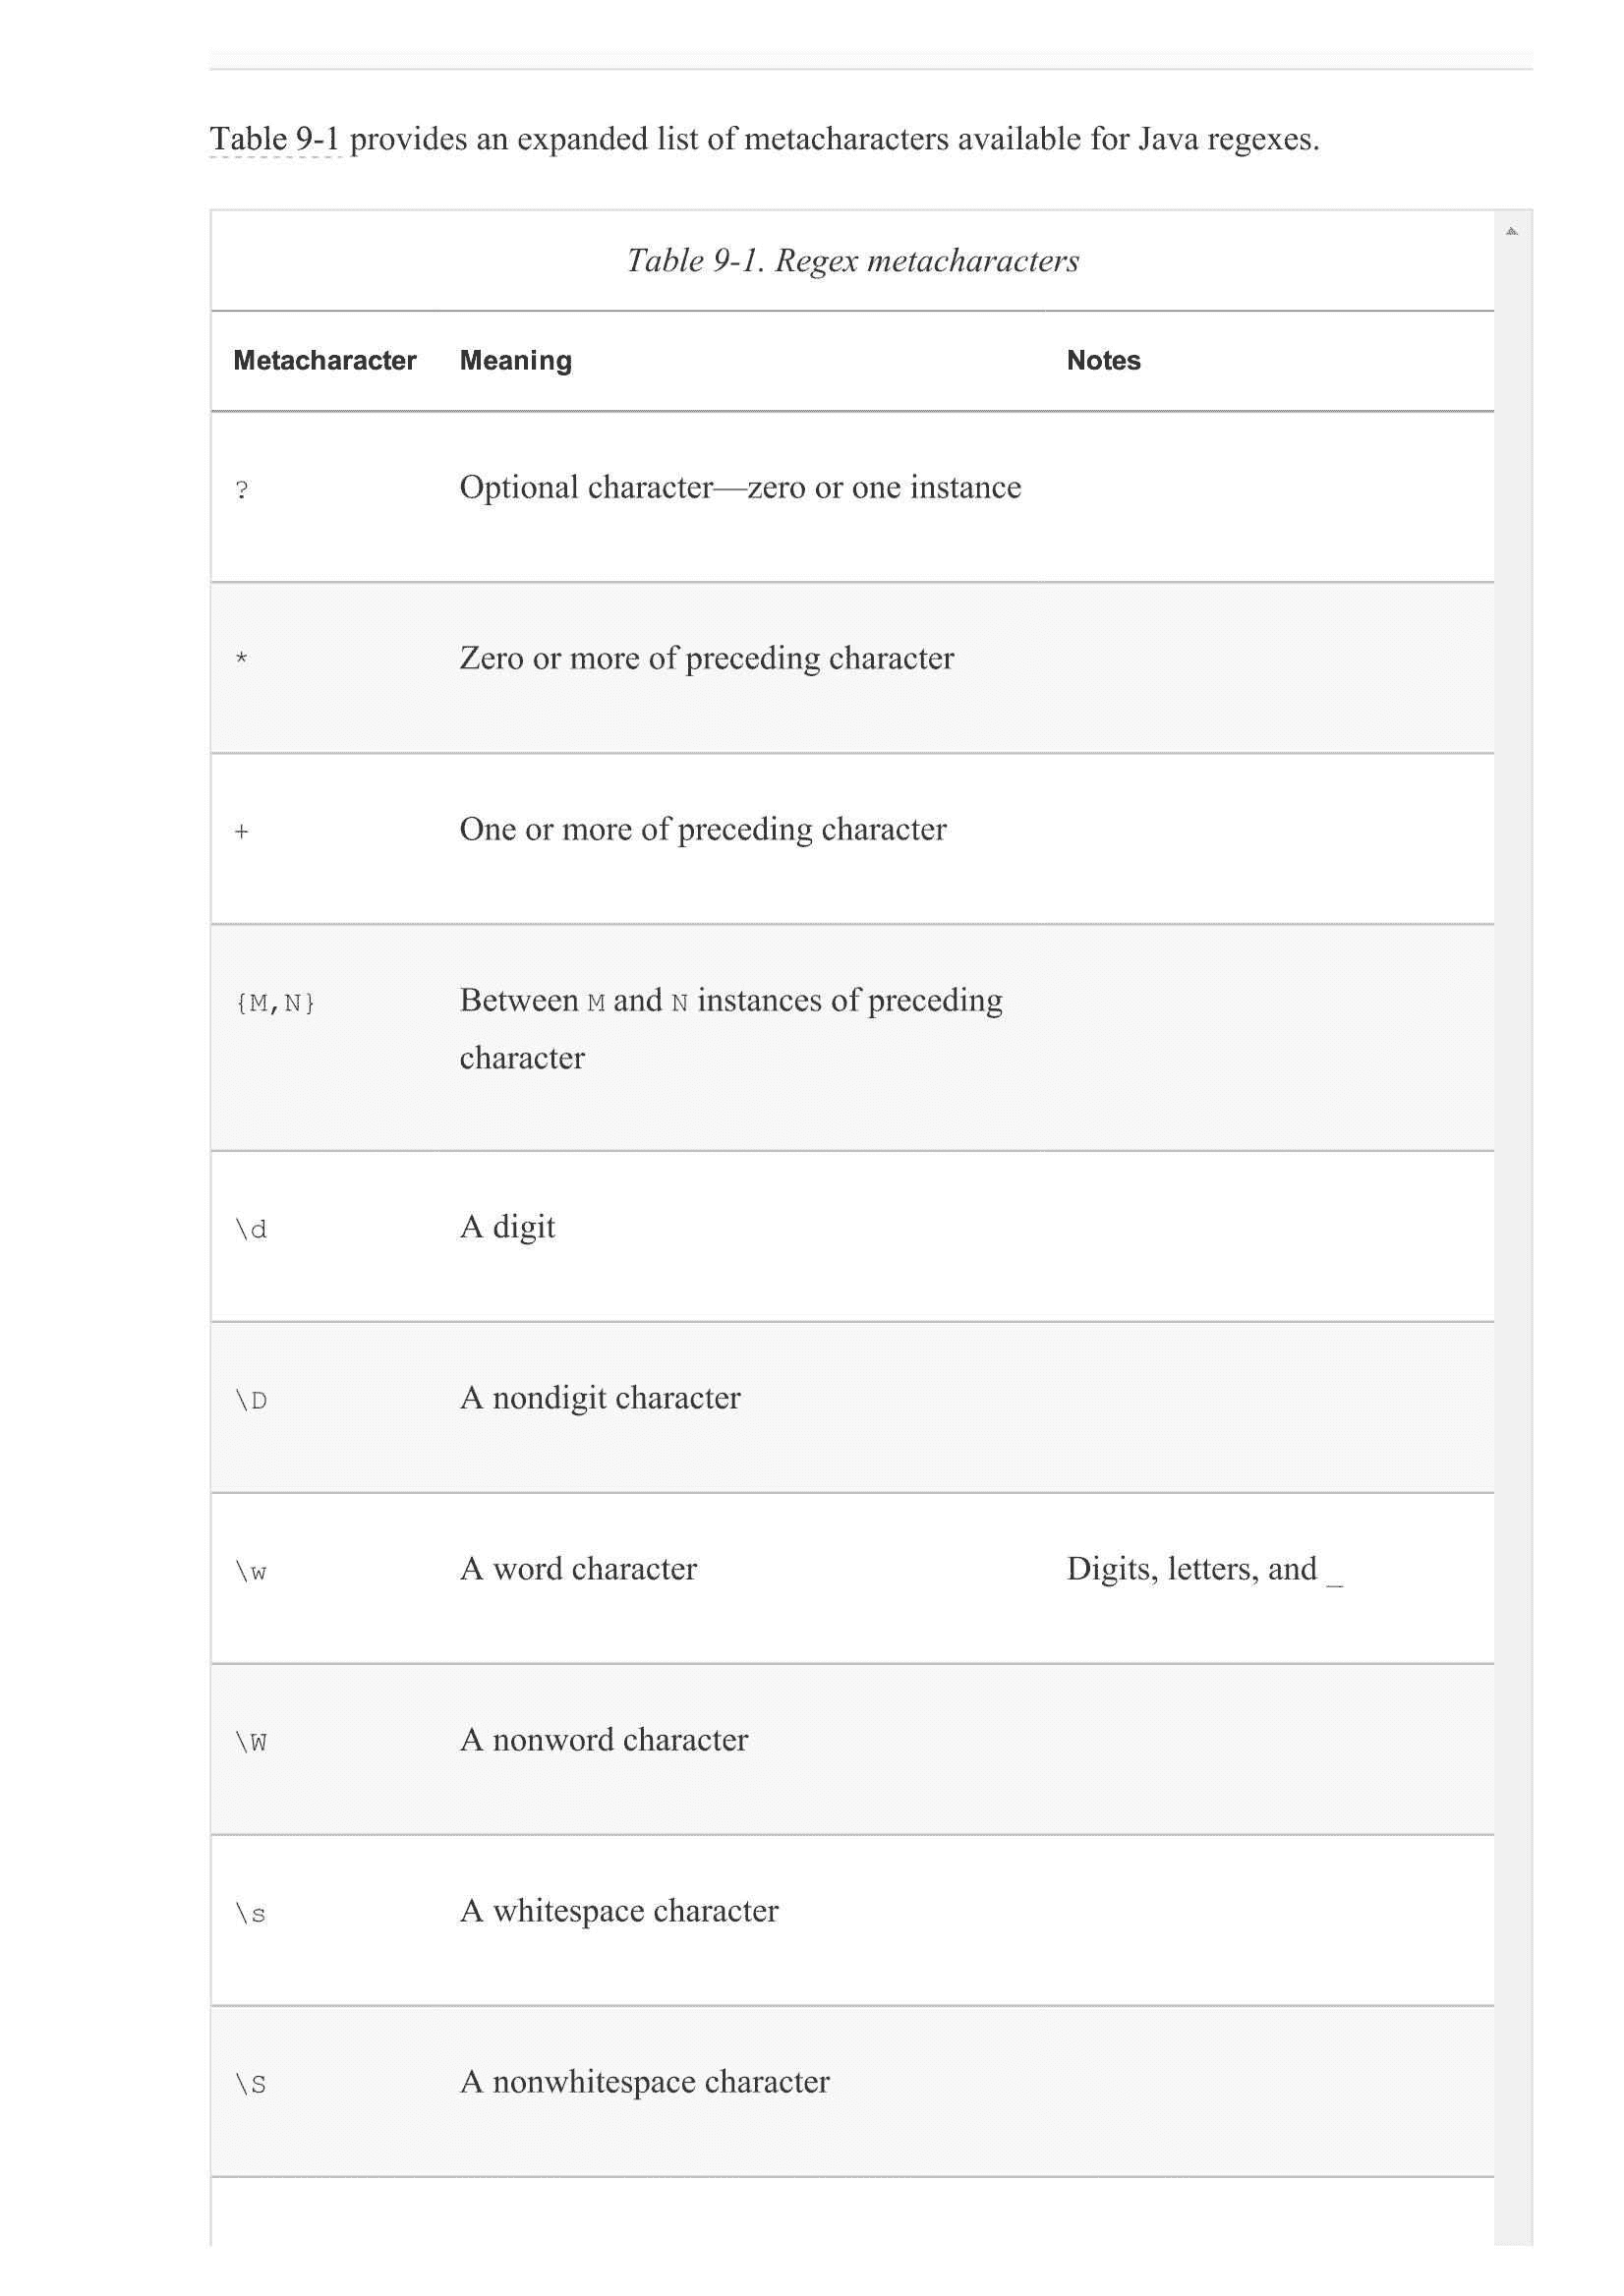 Table 9-1 provides an expanded list of metacharacters available for Java regexes.
Table 9-1. Regex metacharacters
Metacharacter Meaning Notes
? Optional character—zero or one instance
* Zero or more of preceding character
+ One or more of preceding character
{M,N} Between M and N instances of preceding
character
\d A digit
\D A nondigit character
\w A word character Digits, letters, and _
\W A nonword character
\s A whitespace character
\S A nonwhitespace character